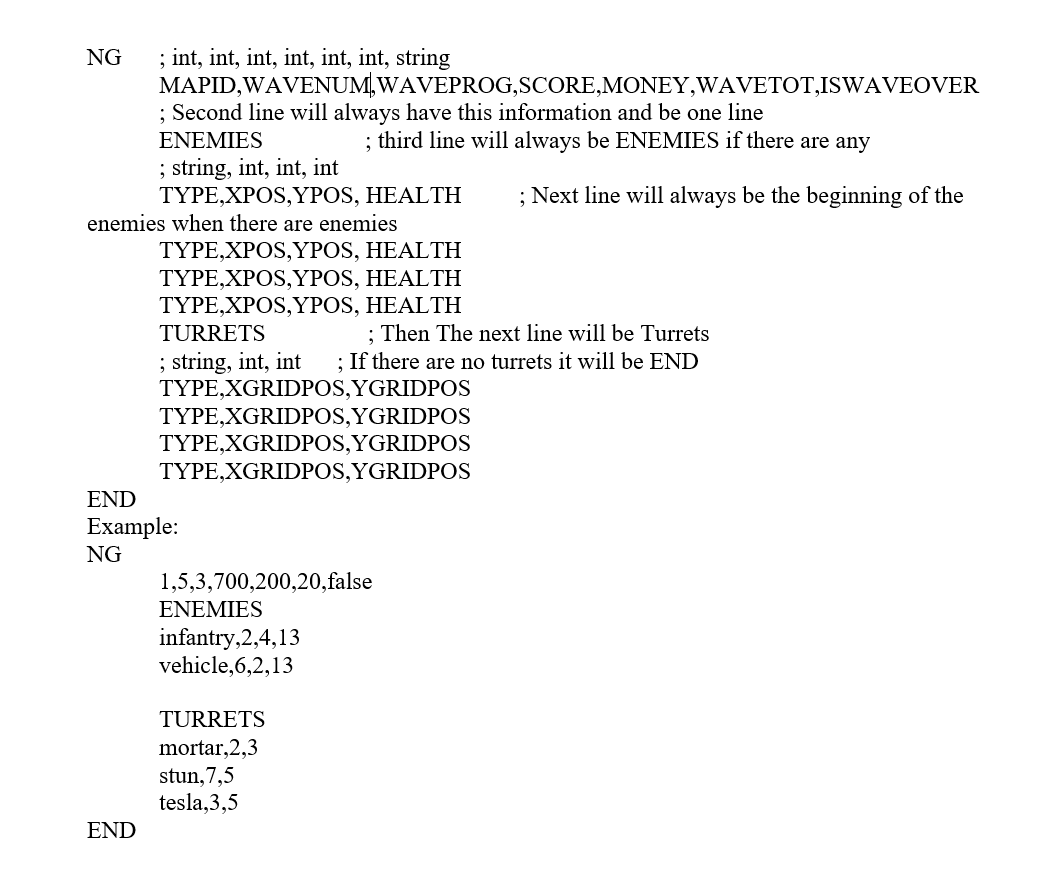 NG ; int, int, int, int, int, int, string
MAPID,WAVENUM,WAVEPROG,SCORE,MONEY,WAVETOT,ISWAVEOVER
; Second line will always have this information and be one line
ENEMIES ; third line will always be ENEMIES if there are any
; string, int, int, int
TYPE,XPOS,YPOS, HEALTH ; Next line will always be the beginning of the
enemies when there are enemies
TYPE,XPOS,YPOS, HEALTH
TYPE,XPOS,YPOS, HEALTH
TYPE,XPOS,YPOS, HEALTH
TURRETS ; Then The next line will be Turrets
; string, int, int ; If there are no turrets it will be END
TYPE,XGRIDPOS,YGRIDPOS
TYPE,XGRIDPOS,YGRIDPOS
TYPE,XGRIDPOS,YGRIDPOS
TYPE,XGRIDPOS,YGRIDPOS
END
Example:
NG
1,5,3,700,200,20,false
ENEMIES
infantry,2,4,13
vehicle,6,2,13
TURRETS
mortar,2,3
stun,7,5
tesla,3,5
END